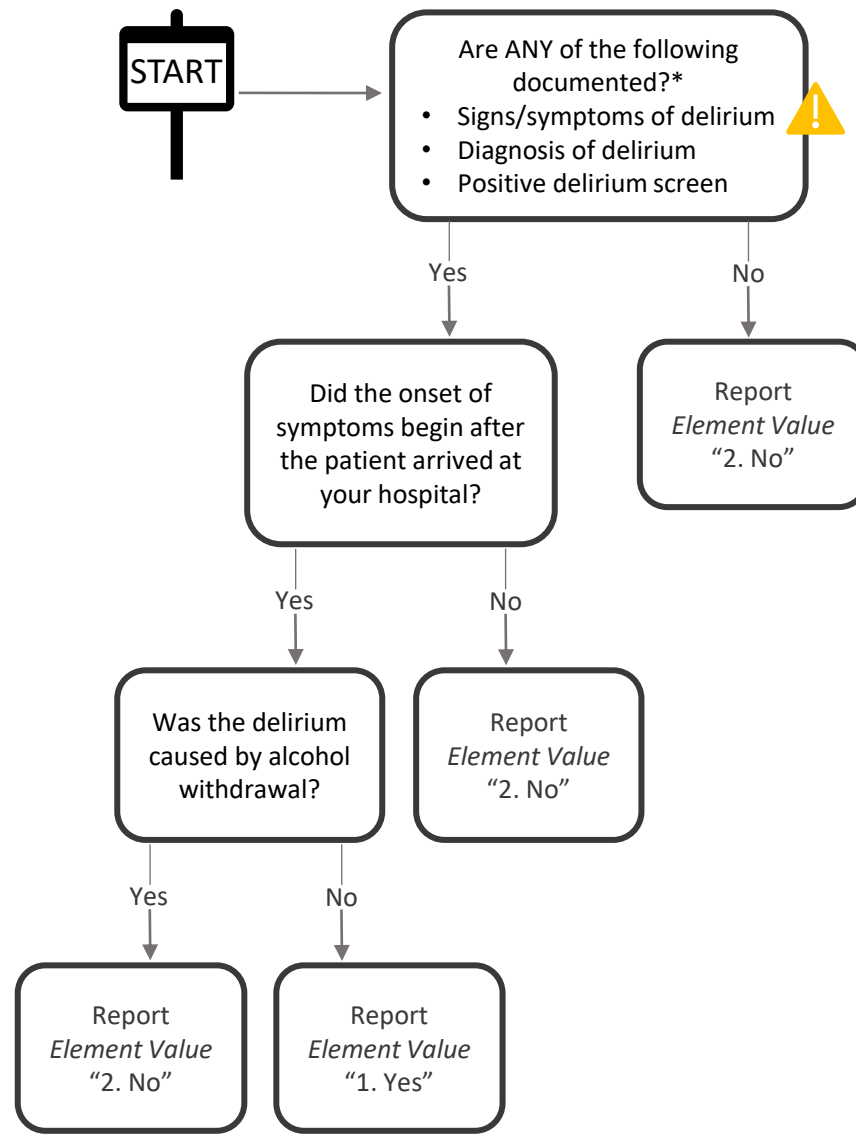 START
Are ANY of the following
documented?*
• Signs/symptoms of delirium
• Diagnosis of delirium
• Positive delirium screen
Yes
No
Did the onset of
symptoms begin after
the patient arrived at
your hospital?
Report
Element Value
“2. No”
Yes
No
Was the delirium
caused by alcohol
withdrawal?
Report
Element Value
“2. No”
Yes
No
Report
Element Value
“2. No”
Report
Element Value
“1. Yes”